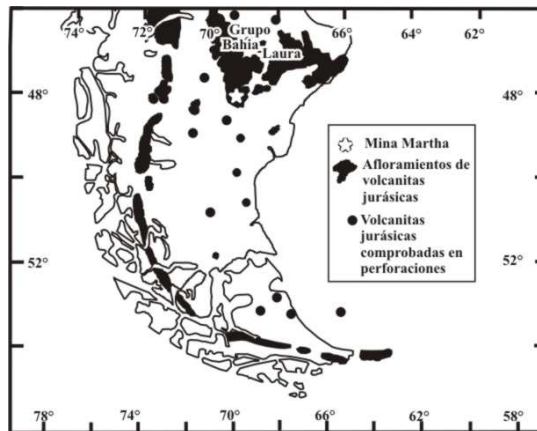 74° 72° 70° 66° 62°
Grupo
Bahía
Laura
48° 48°
Mina Martha
Afloramientos de
volcanitas
jurásicas
Volcanitas
jurásicas
comprobadas en
perforaciones
52° 52°
78° 74° 70° 66° 62° 58°